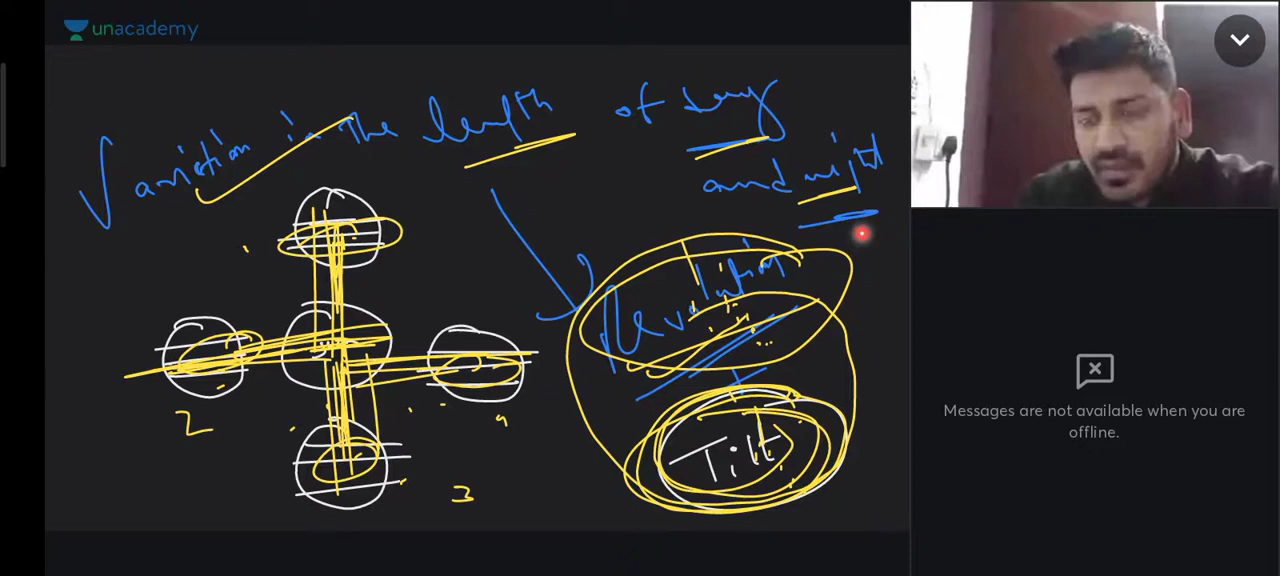 unacademy
Variation in the length of day
and night
Revolution
+
Tilt
2
3
Messages are not available when you are
offline.